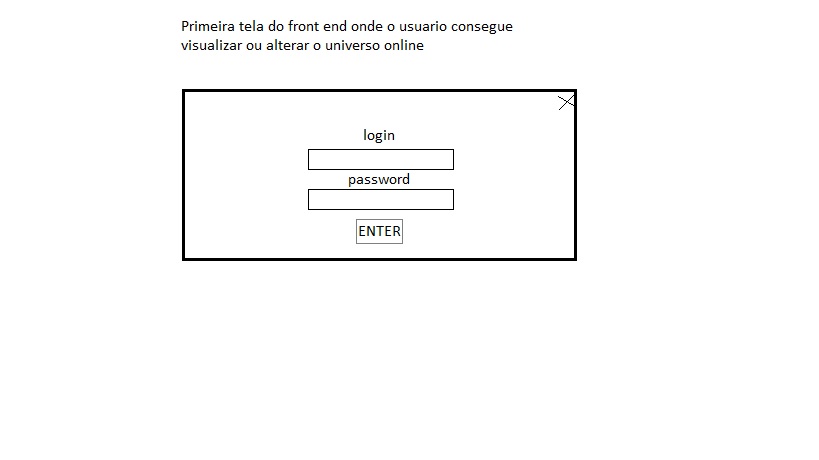 Primeira tela do front end onde o usuario consegue
visualizar ou alterar o universo online
login
password
ENTER